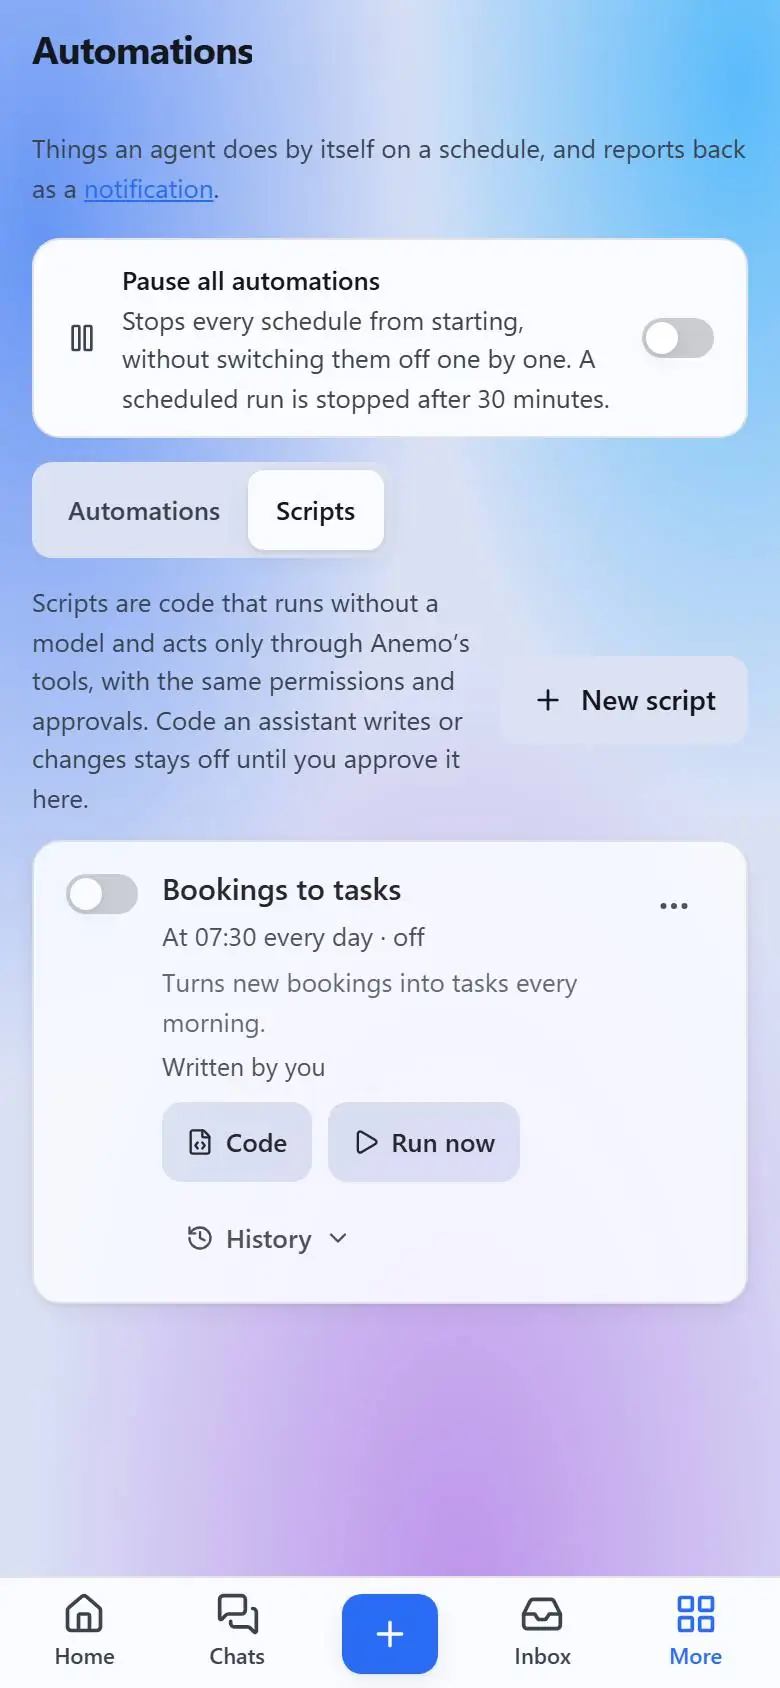 Automations
Things an agent does by itself on a schedule, and reports back
as a notification.
Pause all automations
Stops every schedule from starting,
without switching them off one by one. A
scheduled run is stopped after 30 minutes.
Automations
Scripts
Scripts are code that runs without a
model and acts only through Anemo’s
tools, with the same permissions and
approvals. Code an assistant writes or
changes stays off until you approve it
here.
New script
Bookings to tasks
At 07:30 every day · off
Turns new bookings into tasks every
morning.
Written by you
Code
Run now
History
Home
Chats
Inbox
More